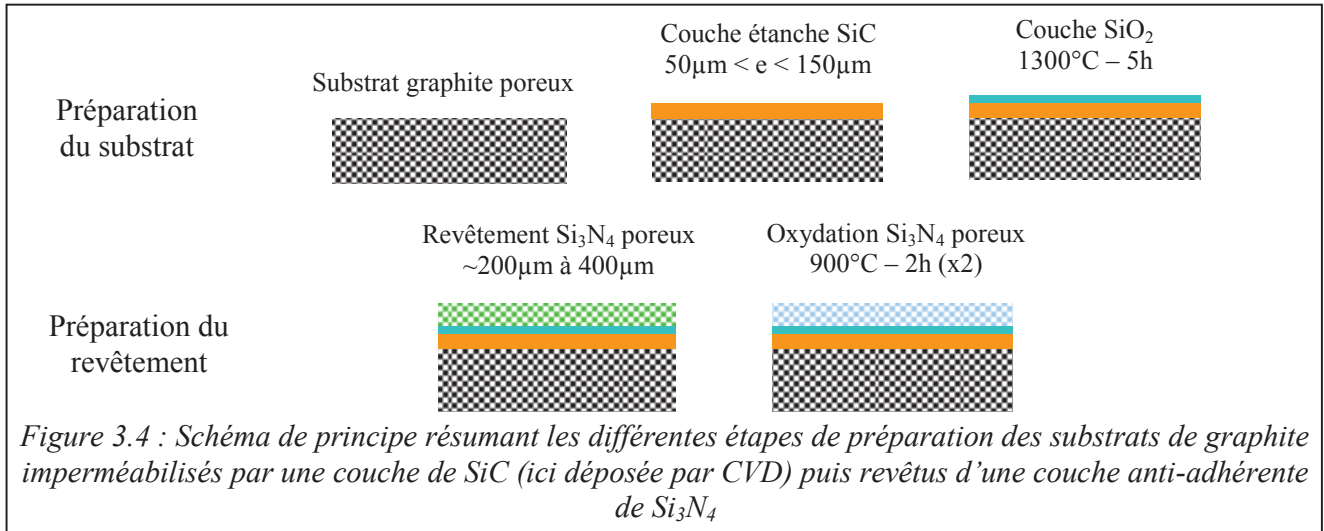 Préparation
du substrat
Substrat graphite poreux
Couche étanche SiC
50µm < e < 150µm
Couche SiO₂
1300°C – 5h
Préparation du
revêtement
Revêtement Si₃N₄ poreux
~200µm à 400µm
Oxydation Si₃N₄ poreux
900°C – 2h (x2)
Figure 3.4 : Schéma de principe résumant les différentes étapes de préparation des substrats de graphite
imperméabilisés par une couche de SiC (ici déposée par CVD) puis revêtus d’une couche anti-adhérente
de Si₃N₄